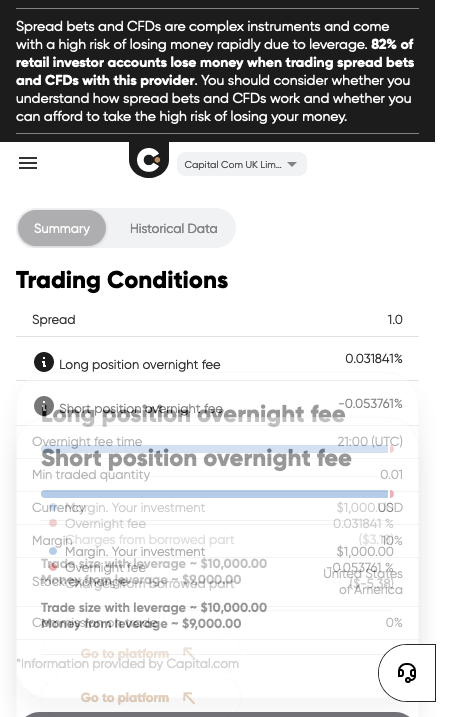 Spread bets and CFDs are complex instruments and come
with a high risk of losing money rapidly due to leverage. 82% of
retail investor accounts lose money when trading spread bets
and CFDs with this provider. You should consider whether you
understand how spread bets and CFDs work and whether you
can afford to take the high risk of losing your money.
Capital Com UK Lim...
Summary Historical Data
Trading Conditions
Spread 1.0
Long position overnight fee 0.031841%
Short position overnight fee -0.053761%
Long position overnight fee
Overnight fee time 21:00 (UTC)
Short position overnight fee
Min traded quantity 0.01
Currency USD
Margin. Your investment $1,000.00
Overnight fee 0.031841 %
Charges from borrowed part
Margin 10%
Margin. Your investment $1,000.00
Overnight fee -0.053761 %
Charges from borrowed part ($-5.38)
Trade size with leverage ~ $10,000.00
Money from leverage ~ $9,000.00
United States
of America
Trade size with leverage ~ $10,000.00
Money from leverage ~ $9,000.00
0%
Go to platform
*Information provided by Capital.com
Go to platform